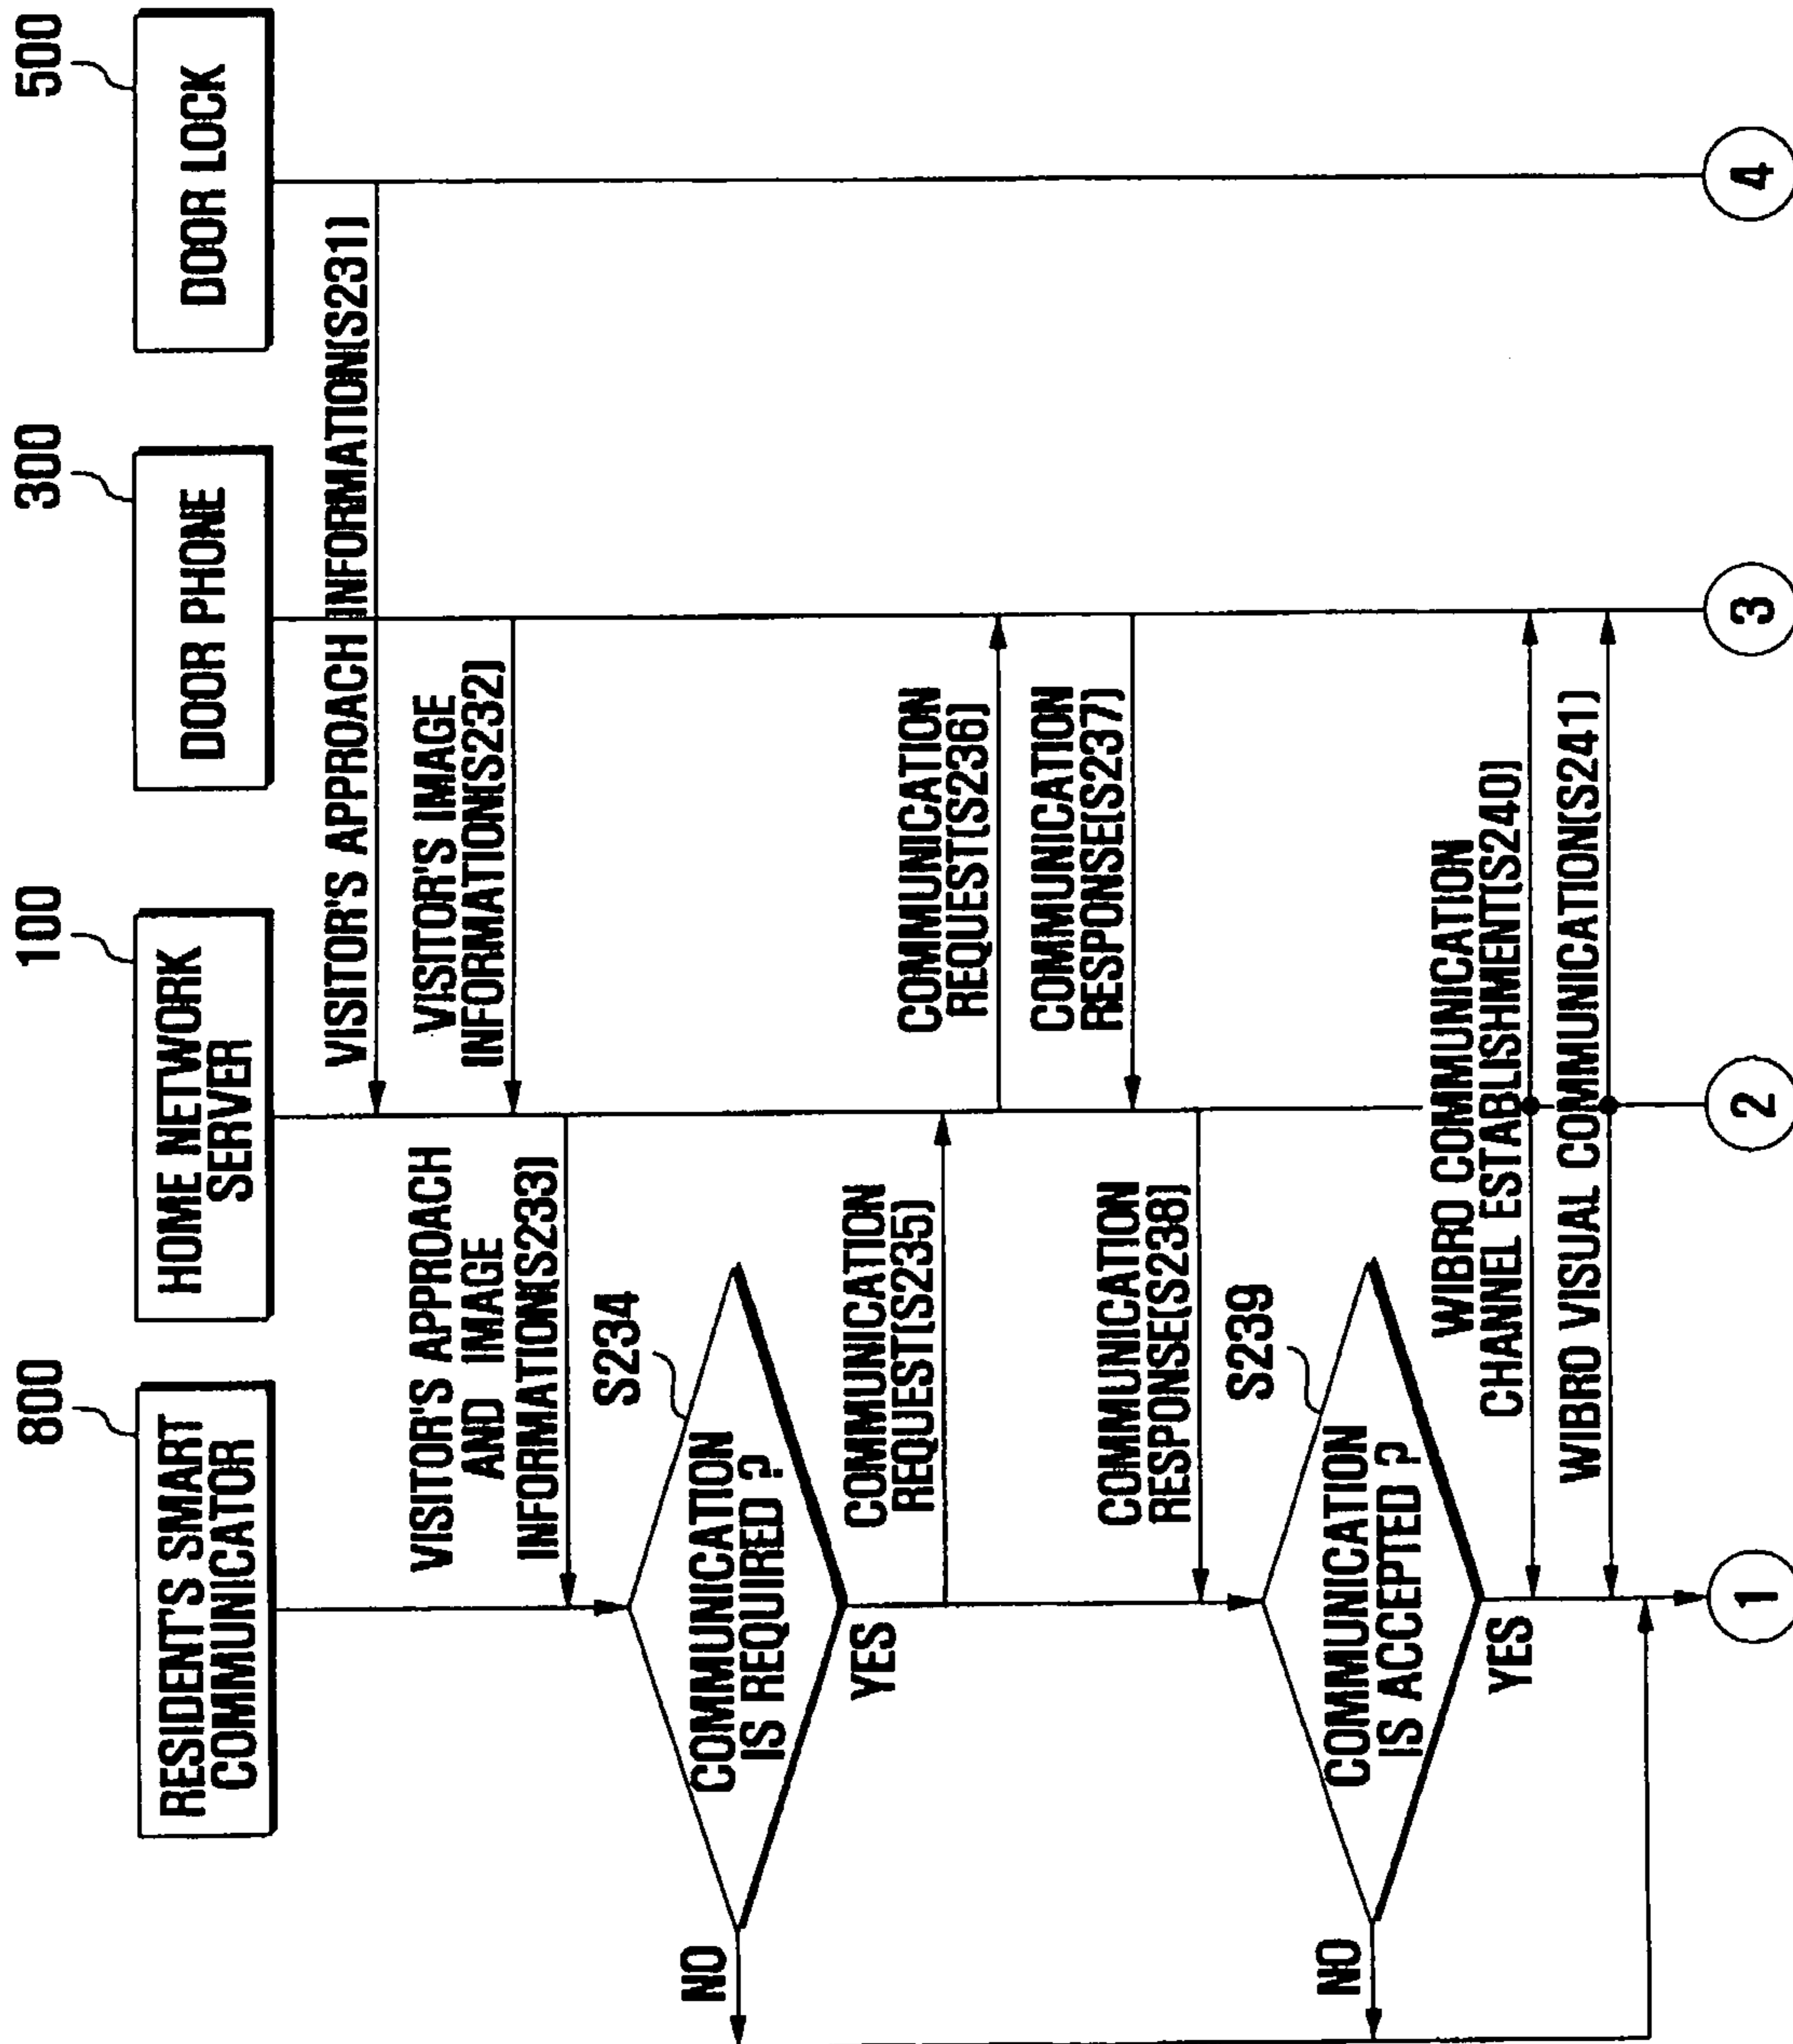 800
100
300
500
RESIDENT'S SMART
COMMUNICATOR
HOME NETWORK
SERVER
DOOR PHONE
DOOR LOCK
VISITOR'S APPROACH INFORMATION(S231)
VISITOR'S IMAGE
INFORMATION(S232)
VISITOR'S APPROACH
AND IMAGE
INFORMATION(S233)
S234
COMMUNICATION
IS REQUIRED ?
NO
YES
COMMUNICATION
REQUEST(S235)
COMMUNICATION
REQUEST(S236)
COMMUNICATION
RESPONSE(S237)
COMMUNICATION
RESPONSE(S238)
S239
COMMUNICATION
IS ACCEPTED ?
NO
YES
WIBRO COMMUNICATION
CHANNEL ESTABLISHMENT(S240)
WIBRO VISUAL COMMUNICATION(S241)
1
2
3
4